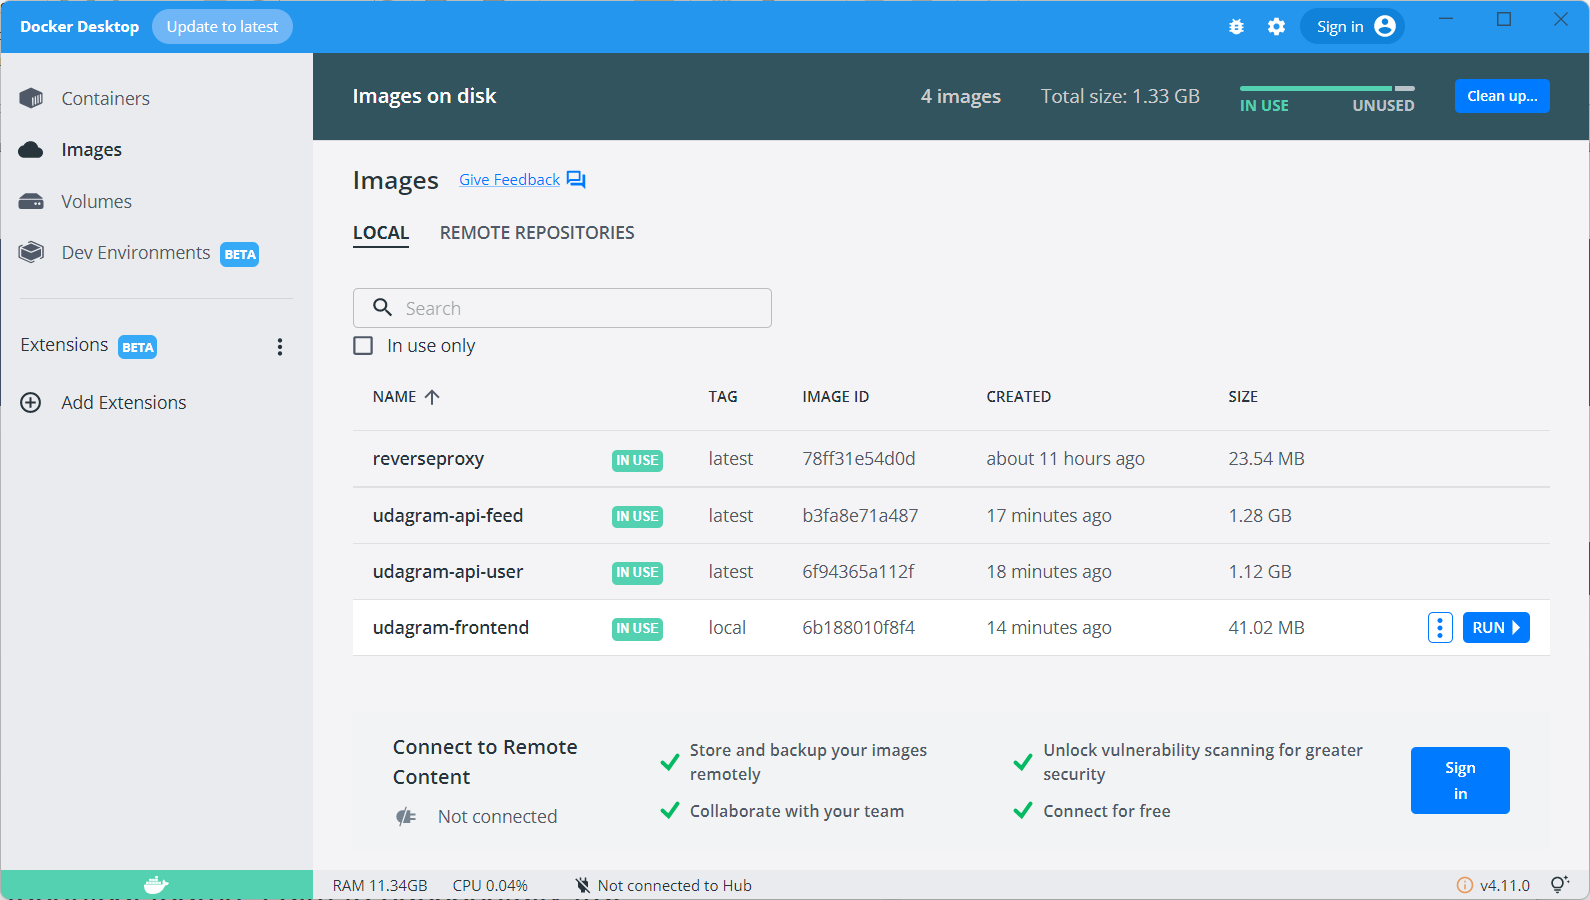 Docker Desktop Update to latest Sign in
Containers
Images
Volumes
Dev Environments BETA
Extensions BETA
Add Extensions
Images on disk 4 images Total size: 1.33 GB IN USE UNUSED Clean up...
Images Give Feedback
LOCAL REMOTE REPOSITORIES
Search
In use only
NAME TAG IMAGE ID CREATED SIZE
reverseproxy IN USE latest 78ff31e54d0d about 11 hours ago 23.54 MB
udagram-api-feed IN USE latest b3fa8e71a487 17 minutes ago 1.28 GB
udagram-api-user IN USE latest 6f94365a112f 18 minutes ago 1.12 GB
udagram-frontend IN USE local 6b188010f8f4 14 minutes ago 41.02 MB RUN
Connect to Remote
Content
Not connected
Store and backup your images
remotely
Collaborate with your team
Unlock vulnerability scanning for greater
security
Connect for free
Sign
in
RAM 11.34GB CPU 0.04% Not connected to Hub v4.11.0